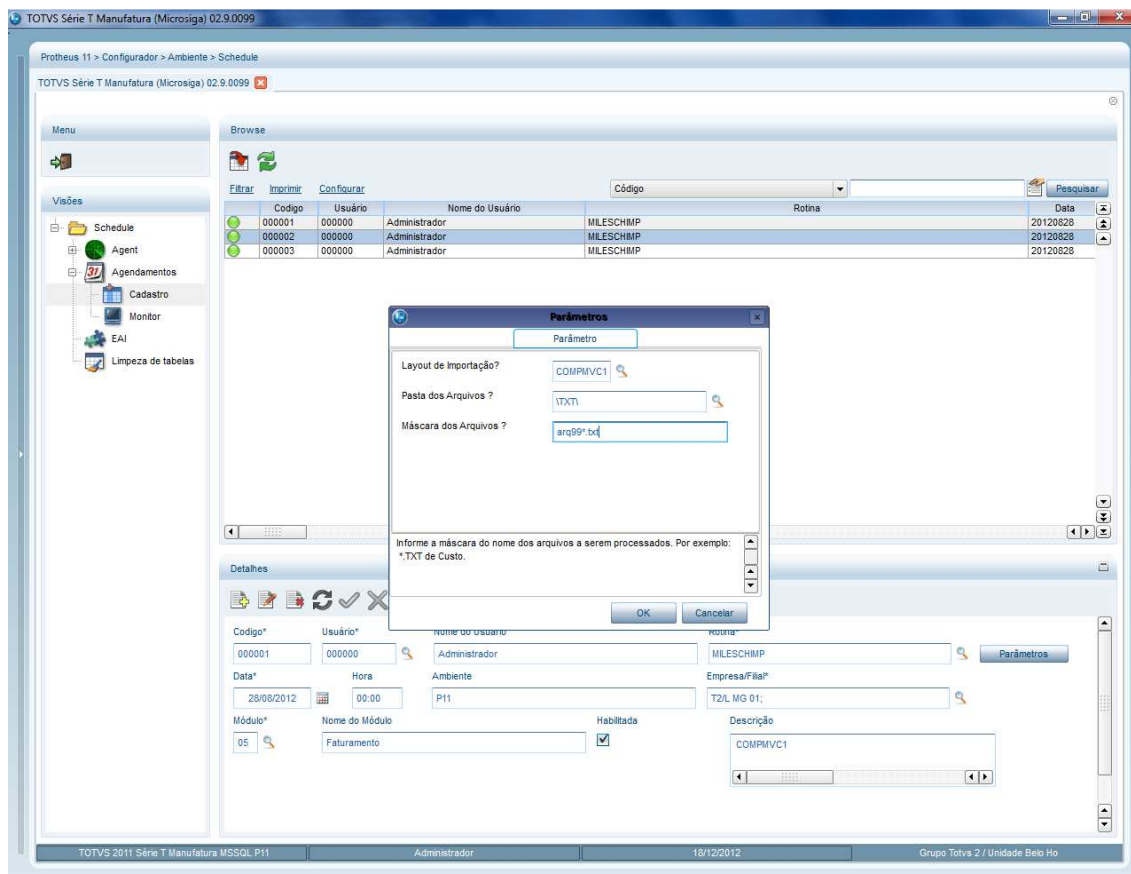 TOTVS Série T Manufatura (Microsiga) 02.9.0099
Protheus 11 > Configurador > Ambiente > Schedule
TOTVS Série T Manufatura (Microsiga) 02.9.0099
Menu
Visões
Schedule
Agent
Agendamentos
Cadastro
Monitor
EAI
Limpeza de tabelas
Browse
Filtrar Imprimir Configurar Código Pesquisar
Codigo Usuário Nome do Usuário Rotina Data
000001 000000 Administrador MILESCHIMP 20120828
000002 000000 Administrador MILESCHIMP 20120828
000003 000000 Administrador MILESCHIMP 20120828
Parâmetros
Parâmetro
Layout de Importação? COMPMVC1
Pasta dos Arquivos ? \TXT\
Máscara dos Arquivos ? arq99*.txt
Informe a máscara do nome dos arquivos a serem processados. Por exemplo:
*.TXT de Custo.
OK Cancelar
Detalhes
Codigo* Usuário* Nome do Usuário Rotina*
000001 000000 Administrador MILESCHIMP Parâmetros
Data* Hora Ambiente Empresa/Filial*
28/08/2012 00:00 P11 T2/L MG 01;
Módulo* Nome do Módulo Habilitada Descrição
05 Faturamento COMPMVC1
TOTVS 2011 Série T Manufatura MSSQL P11 Administrador 18/12/2012 Grupo Totvs 2 / Unidade Belo Ho